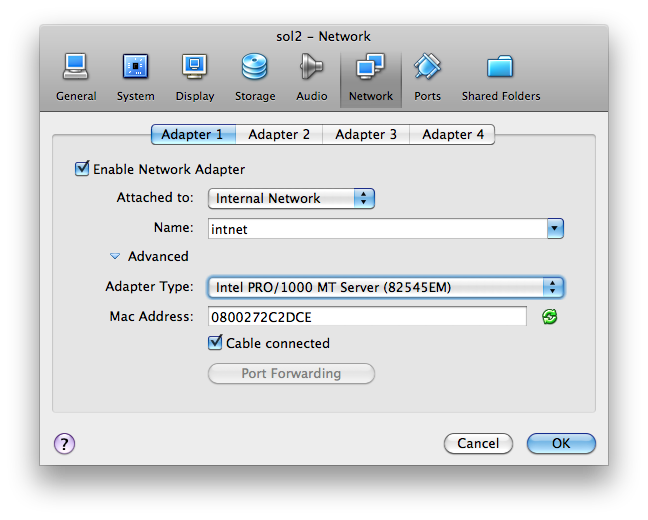 sol2 – Network
General System Display Storage Audio Network Ports Shared Folders
Adapter 1 Adapter 2 Adapter 3 Adapter 4
Enable Network Adapter
Attached to: Internal Network
Name: intnet
Advanced
Adapter Type: Intel PRO/1000 MT Server (82545EM)
Mac Address: 0800272C2DCE
Cable connected
Port Forwarding
? Cancel OK